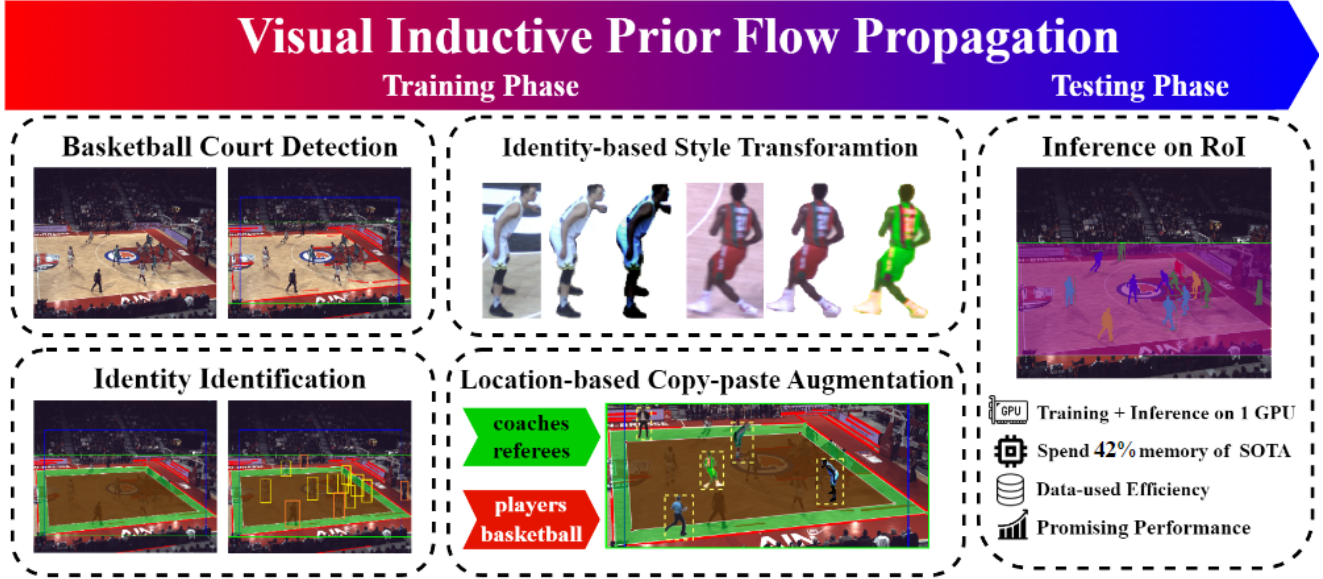 Visual Inductive Prior Flow Propagation
Training Phase
Testing Phase
Basketball Court Detection
Identity-based Style Transforamtion
Inference on RoI
Identity Identification
Location-based Copy-paste Augmentation
coaches
referees
players
basketball
GPU
Training + Inference on 1 GPU
Spend 42% memory of SOTA
Data-used Efficiency
Promising Performance